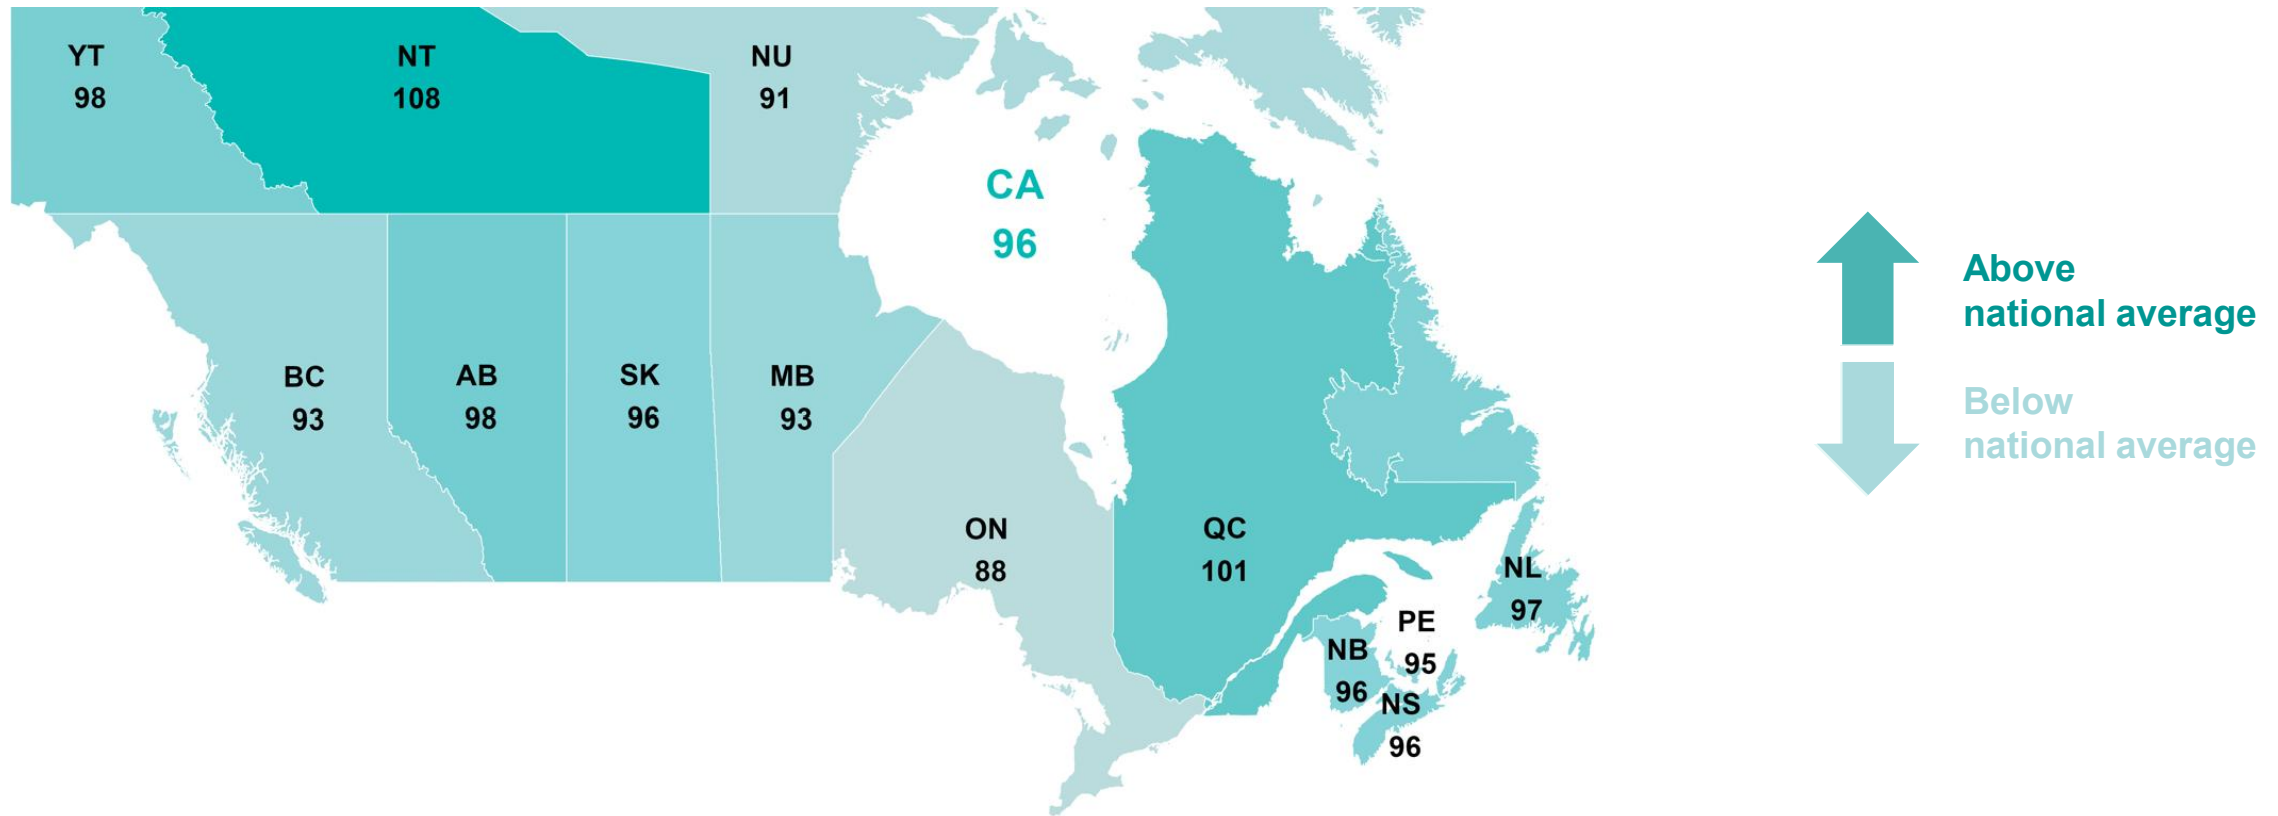 YT
98
NT
108
NU
91
CA
96
BC
93
AB
98
SK
96
MB
93
ON
88
QC
101
NL
97
PE
95
NB
96
NS
96
Above
national average
Below
national average